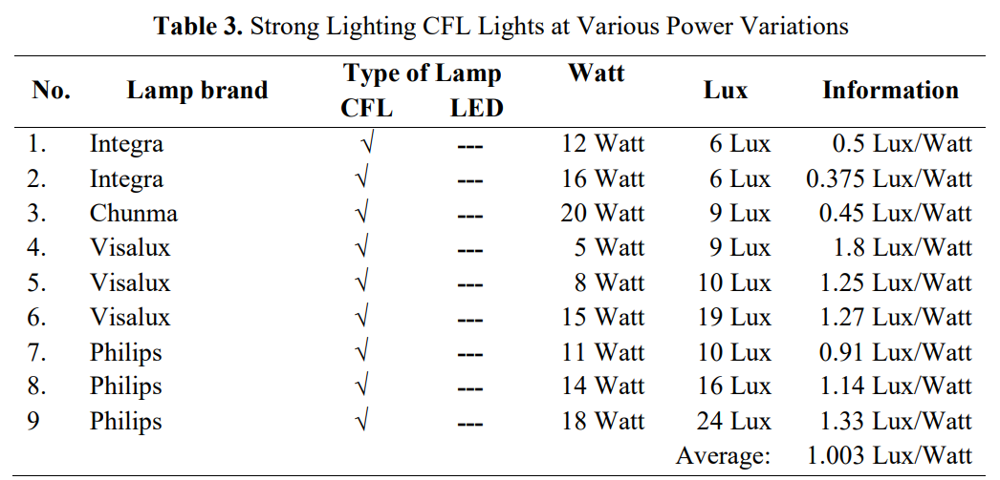 Table 3. Strong Lighting CFL Lights at Various Power Variations
No. Lamp brand Type of Lamp Watt Lux Information
CFL LED
1. Integra √ --- 12 Watt 6 Lux 0.5 Lux/Watt
2. Integra √ --- 16 Watt 6 Lux 0.375 Lux/Watt
3. Chunma √ --- 20 Watt 9 Lux 0.45 Lux/Watt
4. Visalux √ --- 5 Watt 9 Lux 1.8 Lux/Watt
5. Visalux √ --- 8 Watt 10 Lux 1.25 Lux/Watt
6. Visalux √ --- 15 Watt 19 Lux 1.27 Lux/Watt
7. Philips √ --- 11 Watt 10 Lux 0.91 Lux/Watt
8. Philips √ --- 14 Watt 16 Lux 1.14 Lux/Watt
9 Philips √ --- 18 Watt 24 Lux 1.33 Lux/Watt
Average: 1.003 Lux/Watt